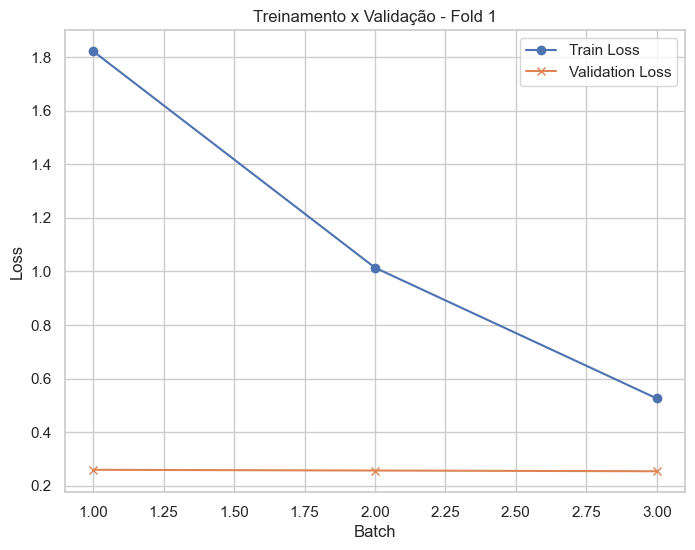 Treinamento x Validação - Fold 1
Train Loss
Validation Loss
1.8
1.6
1.4
1.2
1.0
0.8
0.6
0.4
0.2
Loss
1.00 1.25 1.50 1.75 2.00 2.25 2.50 2.75 3.00
Batch